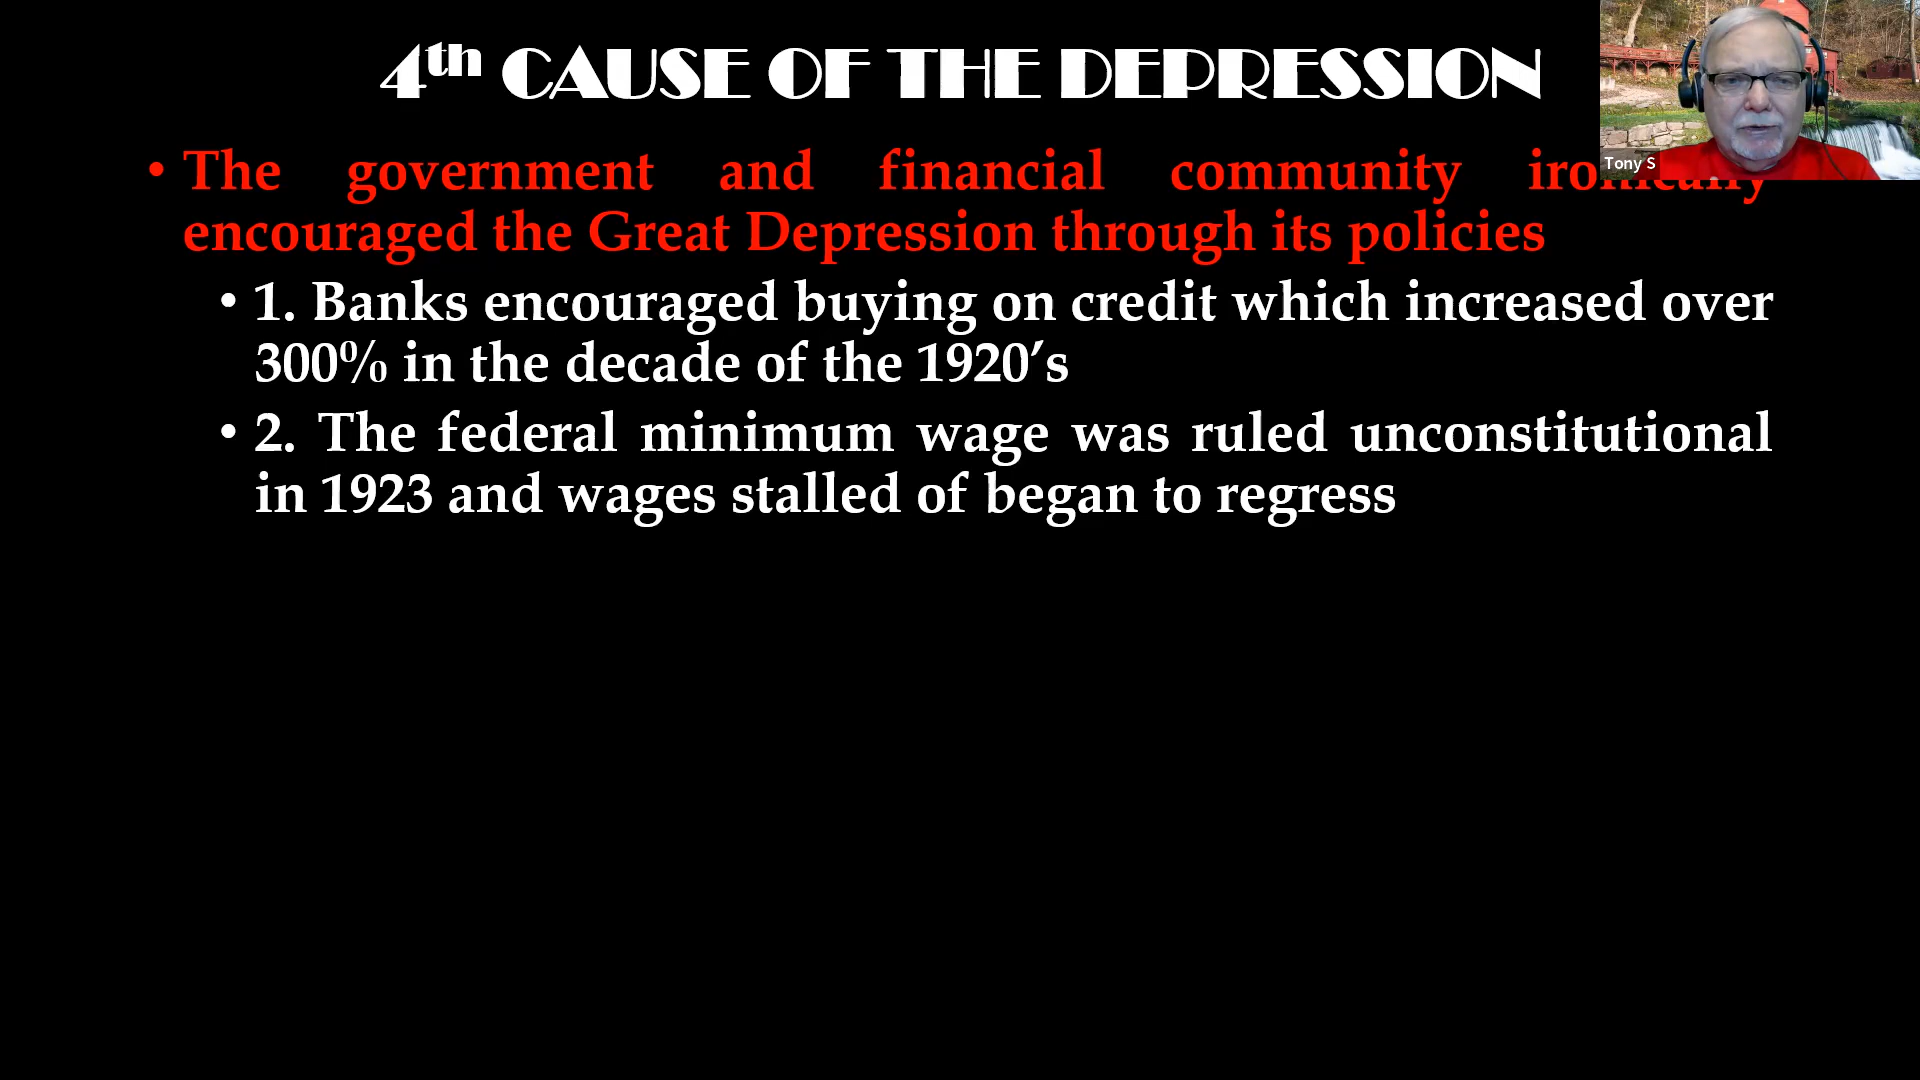 4th CAUSE OF THE DEPRESSION
Tony S
• The government and financial community
encouraged the Great Depression through its policies
• 1. Banks encouraged buying on credit which increased over
300% in the decade of the 1920’s
• 2. The federal minimum wage was ruled unconstitutional
in 1923 and wages stalled of began to regress